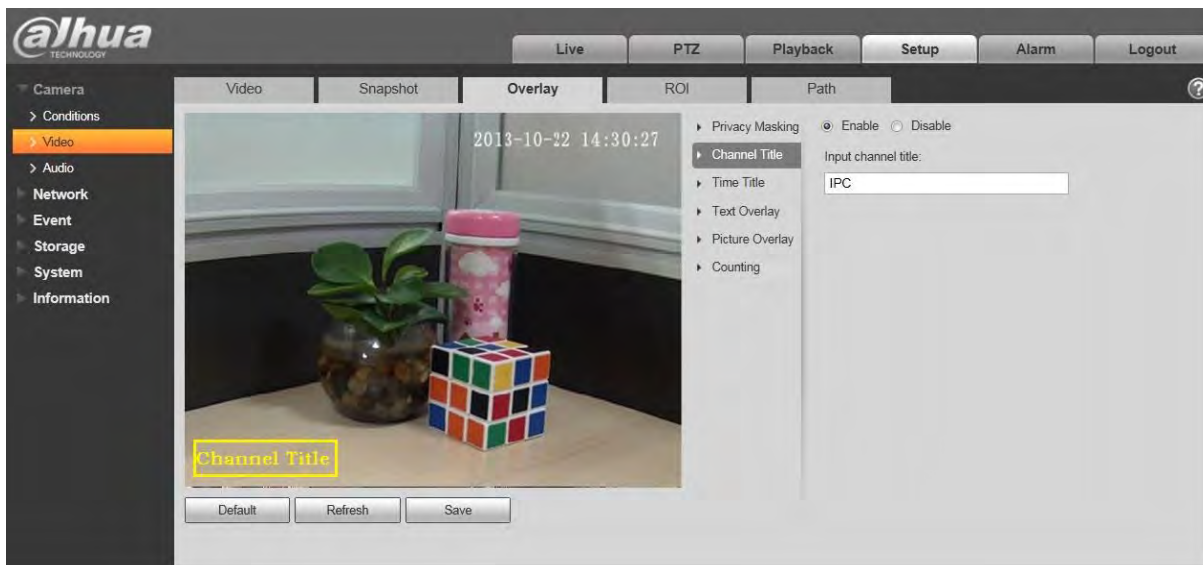 alhua
TECHNOLOGY
Live
PTZ
Playback
Setup
Alarm
Logout
Camera
Conditions
Video
Audio
Network
Event
Storage
System
Information
Video
Snapshot
Overlay
ROI
Path
?
2013-10-22 14:30:27
Channel Title
Privacy Masking
Channel Title
Time Title
Text Overlay
Picture Overlay
Counting
Enable
Disable
Input channel title:
IPC
Default
Refresh
Save